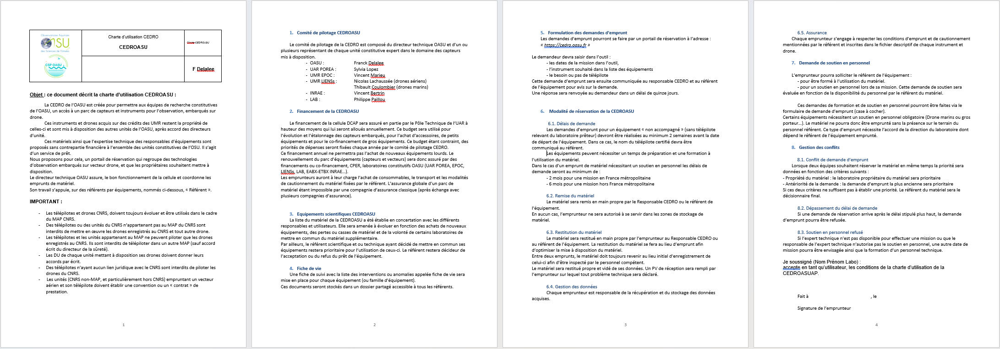 Observatoire Aquitain
OASU
des Sciences de l'Univers
CSP OASU
Charte d'utilisation CEDRO
CEDROASU
Charte-CEDROASU
F Delalee
Objet : ce document décrit la charte d'utilisation CEDROASU :
La CEDRO de l'OASU est créée pour permettre aux équipes de recherche constitutives
de l'OASU, un accès à un parc de capteurs et instruments pour l'observation, embarqués sur
drone.
Ces instruments et drones acquis sur des crédits des UMR restent la propriété de
celles-ci et sont mis à disposition des autres unités de l'OASU, après accord des directeurs
d'unité.
Ces matériels ainsi que l'expertise technique des responsables d'équipements sont
proposés sans contrepartie financière à l'ensemble des unités constitutives de l'OSU. Il s'agit
d'un service de prêt.
Nous proposons pour cela, un portail de réservation qui regroupe des technologies
d'observation embarqués sur vecteur drone, et que les propriétaires souhaitent mettre à
disposition.
Le directeur technique OASU assure, le bon fonctionnement de la cellule et coordonne les
emprunts de matériel.
Son travail s'appuie, sur des référents par équipements, nommés ci-dessous, « Référent ».
IMPORTANT :
- Les télépilotes et drones CNRS, doivent toujours évoluer et être utilisés dans le cadre
du MAP CNRS.
- Des télépilotes ou des unités du CNRS n'appartenant pas au MAP du CNRS sont
interdits de mettre en œuvre les drones enregistrés au CNRS et tout autre drone.
- Les télépilotes et les unités appartenant au MAP ne peuvent piloter que les drones
enregistrés au CNRS. Ils sont interdits de télépiloter dans un autre MAP (sauf accord
écrit du directeur de la sûreté).
- Les DU de chaque unité mettant à disposition ses drones doivent donner leurs
accords par écrit.
- Des télépilotes n'ayant aucun lien juridique avec le CNRS sont interdits de piloter les
drones du CNRS.
- Les unités (CNRS non-MAP, et particulièrement hors CNRS) empruntant un vecteur
aérien et son télépilote doivent établir une convention ou un « contrat » de
prestation.
1
1. Comité de pilotage CEDROASU
Le comité de pilotage de la CEDRO est composé du directeur technique OASU et d'un ou
plusieurs représentant de chaque unité constitutive expert dans le domaine des capteurs
mis à disposition.
- OASU : Franck Delalee
- UAR POREA : Sylvia Lopez
- UMR EPOC : Vincent Marieu
- UMR LIENSs : Nicolas Lachaussée (drones aériens)
Thibault Coulombier (drones marins)
- INRAE : Vincent Bertrin
- LAB : Philippe Paillou
2. Financement de la CEDROASU
Le financement de la cellule DCAP sera assuré en partie par le Pôle Technique de l'UAR à
hauteur des moyens qui lui seront alloués annuellement. Ce budget sera utilisé pour
l'évolution et l'étalonnage des capteurs embarqués, pour l'achat d'accessoires, de petits
équipements et pour le co-financement de gros équipements. Ce budget étant contraint, des
priorités de dépenses seront fixées chaque année par le comité de pilotage CEDRO.
Ce financement annuel ne permettra pas l'achat de nouveaux équipements lourds. Le
renouvellement du parc d'équipements (capteurs et vecteurs) sera donc assuré par des
financements ou co-financement, CPER, laboratoires constitutifs OASU (UAR POREA, EPOC,
LIENSs, LAB, EABX-ETBX INRAE...).
Les emprunteurs auront à leur charge l'achat de consommables, le transport et les modalités
de cautionnement du matériel fixées par le référent. L'assurance globale d'un parc de
matériel étant impossible par une compagnie d'assurance classique (après échange avec
plusieurs compagnies d'assurance).
3. Equipements scientifiques CEDROASU
La liste du matériel de la CEDROASU a été établie en concertation avec les différents
responsables et utilisateurs. Elle sera amenée à évoluer en fonction des achats de nouveaux
équipements, des pertes ou casses de matériel et de la volonté de certains laboratoires de
mettre en commun du matériel supplémentaire.
Par ailleurs, le référent scientifique et ou technique ayant décidé de mettre en commun ses
équipements restera prioritaire pour l'utilisation de ceux-ci. Le référent restera décideur de
l'acceptation ou du refus du prêt de l'équipement.
4. Fiche de vie
Une fiche de suivi avec la liste des interventions ou anomalies appelée fiche de vie sera
mise en place pour chaque équipement (ou famille d'équipement).
Ces documents seront stockés dans un dossier partagé accessible à tous les référents.
2
5. Formulation des demandes d'emprunt
Les demandes d'emprunt pourront se faire par un portail de réservation à l'adresse :
« https://cedro.oasu.fr »
Le demandeur devra saisir dans l'outil :
- les dates de la mission dans l'outil,
- l'instrument souhaité dans la liste des équipements
- le besoin ou pas de télépilote
Cette demande d'emprunt sera ensuite communiquée au responsable CEDRO et au référent
de l'équipement pour avis sur la demande.
Une réponse sera renvoyée au demandeur dans un délai de quinze jours.
6. Modalité de réservation de la CEDROASU
6.1. Délais de demande
Les demandes d'emprunt pour un équipement « non accompagné » (sans télépilote
relevant du laboratoire prêteur) devront être réalisées au minimum 2 semaines avant la date
de départ de l'équipement. Dans ce cas, le nom du télépilote certifié devra être
communiqué au référent.
Les équipements peuvent nécessiter un temps de préparation et une formation à
l'utilisation du matériel.
Dans le cas d'un emprunt de matériel nécessitant un soutien en personnel les délais de
demande seront au minimum de :
- 2 mois pour une mission en France métropolitaine
- 6 mois pour une mission hors France métropolitaine
6.2. Remise du matériel
Le matériel sera remis en main propre par le Responsable CEDRO ou le référent de
l'équipement.
En aucun cas, l'emprunteur ne sera autorisé à se servir dans les zones de stockage de
matériel.
6.3. Restitution du matériel
Le matériel sera restitué en main propre par l'emprunteur au Responsable CEDRO ou
au référent de l'équipement. La restitution du matériel se fera au lieu d'emprunt afin
d'optimiser la mise à disposition du matériel.
Entre deux emprunts, le matériel doit toujours revenir au lieu initial d'enregistrement de
celui-ci afin d'être inspecté par le personnel compétent.
Le matériel sera restitué propre et vidé de ses données. Un PV de réception sera rempli par
l'emprunteur sur lequel tout problème technique sera déclaré.
6.4. Gestion des données
Chaque emprunteur est responsable de la récupération et du stockage des données
acquises.
3
6.5. Assurance
Chaque emprunteur s'engage à respecter les conditions d'emprunt et de cautionnement
mentionnées par le référent et inscrites dans le fichier descriptif de chaque instrument et
drone.
7. Demande de soutien en personnel
L'emprunteur pourra solliciter le référent de l'équipement :
- pour être formé à l'utilisation du matériel.
- pour un soutien en personnel lors de sa mission. Cette demande de soutien sera
évaluée en fonction de la disponibilité du personnel par le référent du matériel.
Ces demandes de formation et de soutien en personnel pourront être faites via le
formulaire de demande d'emprunt (case à cocher).
Certains équipements nécessitent un soutien en personnel obligatoire (Drone marins ou gros
porteur...). Le matériel ne pourra donc être emprunté sans la présence sur le terrain du
personnel référent. Ce type d'emprunt nécessite l'accord de la direction du laboratoire dont
dépend le référent de l'équipement emprunté.
8. Gestion des conflits
8.1. Conflit de demande d'emprunt
Lorsque deux équipes souhaitent réserver le matériel en même temps la priorité sera
données en fonction des critères suivants :
- Propriété du matériel : le laboratoire propriétaire du matériel sera prioritaire
- Antériorité de la demande : la demande d'emprunt la plus ancienne sera prioritaire
Si ces deux critères ne suffisent pas à établir une priorité. Le référent du matériel sera le
décisionnaire final.
8.2. Dépassement du délai de demande
Si une demande de réservation arrive après le délai stipulé plus haut, la demande
d'emprunt pourra être refusée.
8.3. Soutien en personnel refusé
Si l'expert technique n'est pas disponible pour effectuer une mission ou que le
responsable de l'expert technique n'autorise pas le soutien en personnel, une autre date de
mission pourra être envisagée ainsi que la formation d'un personnel technique.
Je soussigné (Nom Prénom Labo) :
accepte en tant qu'utilisateur, les conditions de la charte d'utilisation de la
CEDROASUAP.
Fait à , le
Signature de l'emprunteur
4